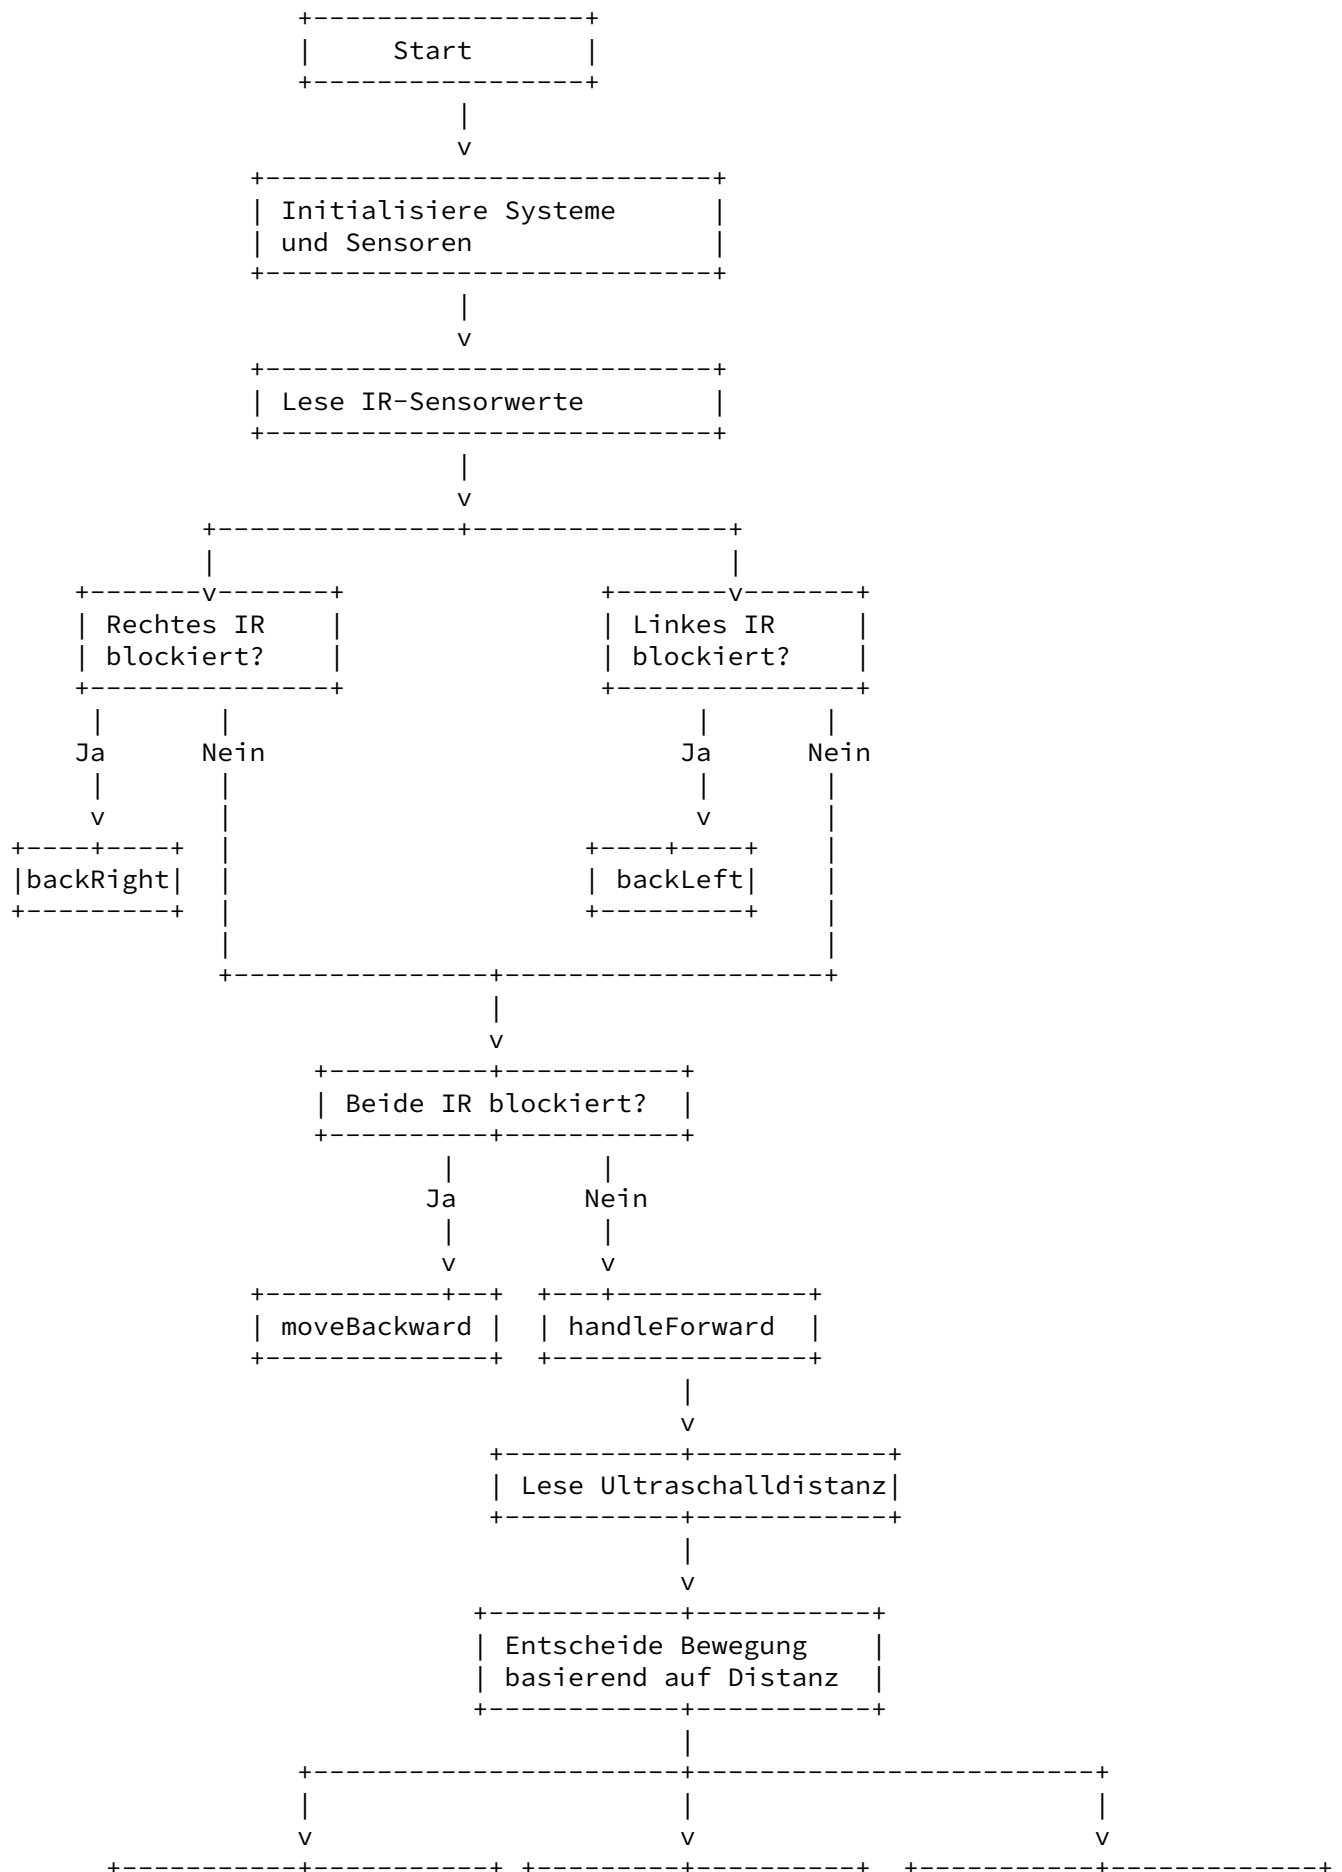 Start
Initialisiere Systeme
und Sensoren
Lese IR-Sensorwerte
Rechtes IR
blockiert?
Linkes IR
blockiert?
Ja Nein
Ja Nein
backRight
backLeft
Beide IR blockiert?
Ja Nein
moveBackward
handleForward
Lese Ultraschalldistanz
Entscheide Bewegung
basierend auf Distanz